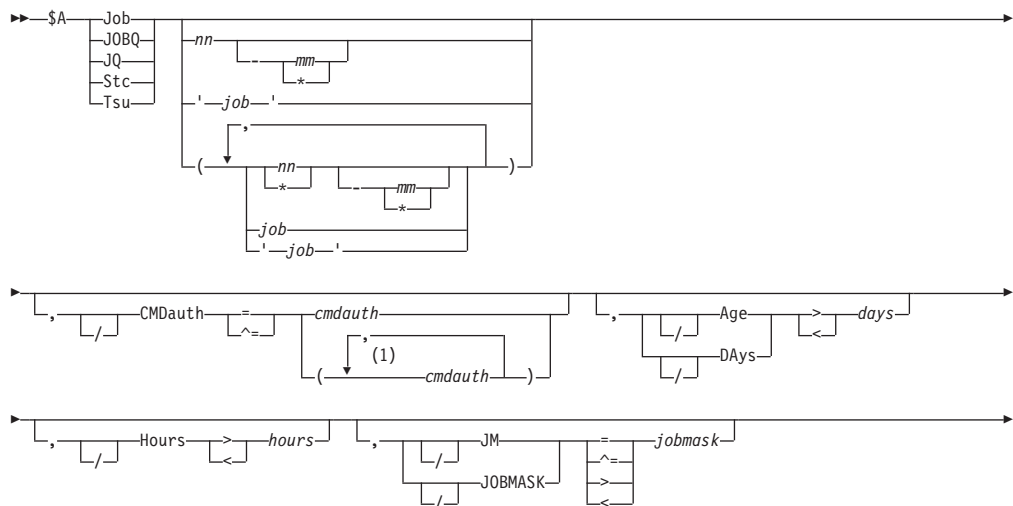 $A Job
JOBQ nn
JQ - mm
Stc *
Tsu ' job '
,
( nn )
* - mm
*
job
' job '
, CMDauth = cmdauth , Age > days
/ ^= / <
, DAys
(1) /
( cmdauth )
, Hours > hours , JM = jobmask
/ < / ^=
JOBMASK >
/ <